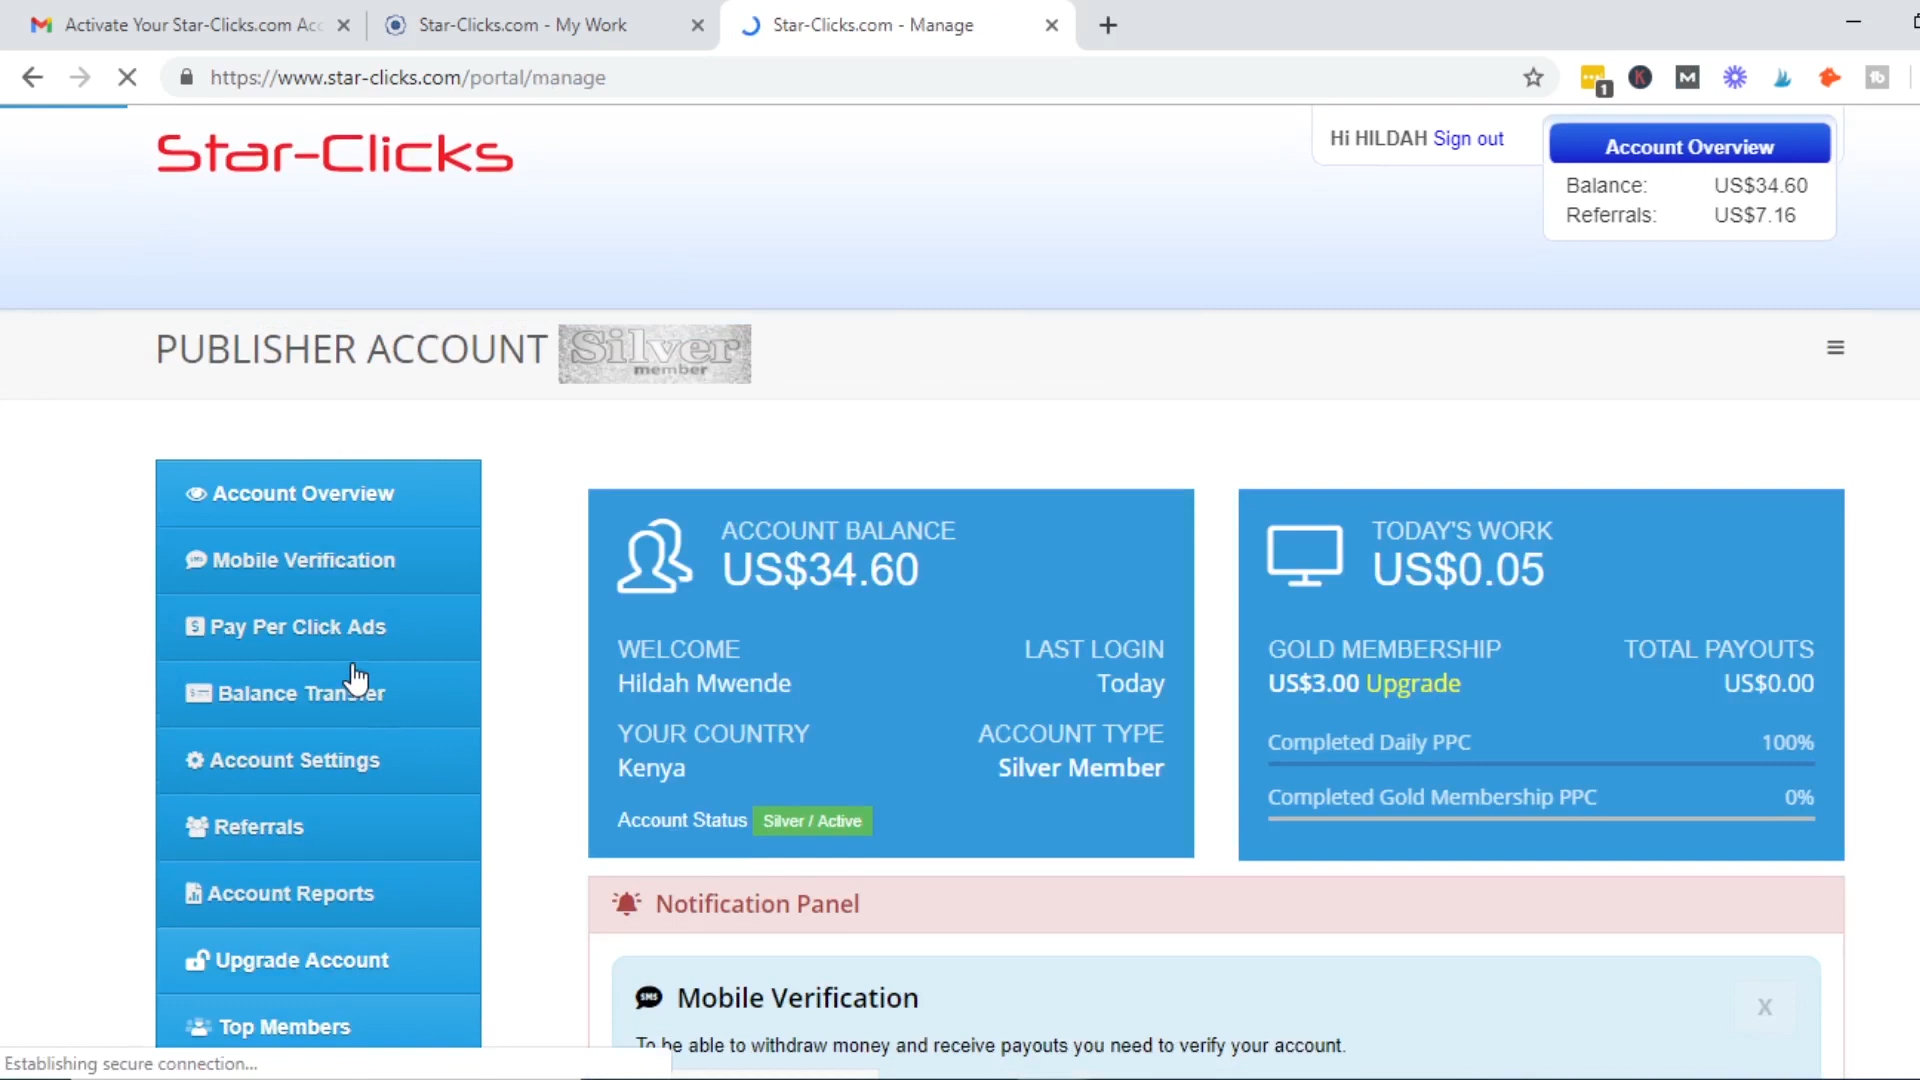 Activate Your Star-Clicks.com Acc
Star-Clicks.com - My Work
Star-Clicks.com - Manage
https://www.star-clicks.com/portal/manage
1
K
M
Star-Clicks
Hi HILDAH Sign out
Account Overview
Balance: US$34.60
Referrals: US$7.16
PUBLISHER ACCOUNT
Silver
member
Account Overview
Mobile Verification
Pay Per Click Ads
Balance Transfer
Account Settings
Referrals
Account Reports
Upgrade Account
Top Members
ACCOUNT BALANCE
US$34.60
WELCOME LAST LOGIN
Hildah Mwende Today
YOUR COUNTRY ACCOUNT TYPE
Kenya Silver Member
Account Status Silver / Active
TODAY'S WORK
US$0.05
GOLD MEMBERSHIP TOTAL PAYOUTS
US$3.00 Upgrade US$0.00
Completed Daily PPC 100%
Completed Gold Membership PPC 0%
Notification Panel
SMS Mobile Verification X
To be able to withdraw money and receive payouts you need to verify your account.
Establishing secure connection...